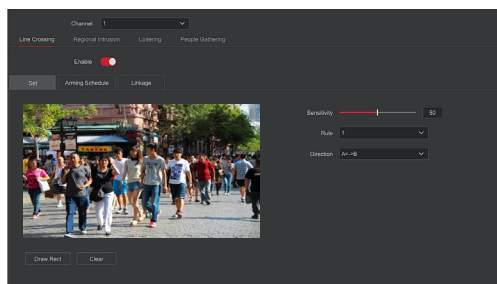 Channel 1
Line Crossing Regional Intrusion Loitering People Gathering
Enable
Set Arming Schedule Linkage
Sensitivity 50
Rule 1
Direction A<->B
Draw Rect Clear